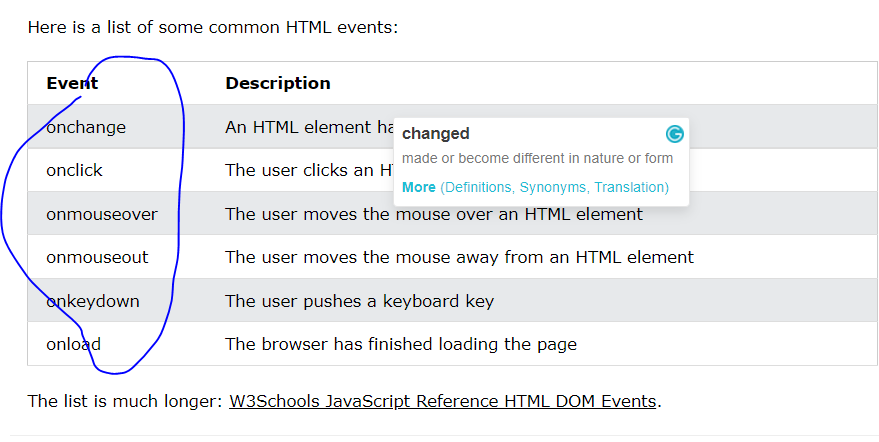 Here is a list of some common HTML events:
Event Description
onchange An HTML element ha
changed
made or become different in nature or form
More (Definitions, Synonyms, Translation)
onclick The user clicks an H
onmouseover The user moves the mouse over an HTML element
onmouseout The user moves the mouse away from an HTML element
onkeydown The user pushes a keyboard key
onload The browser has finished loading the page
The list is much longer: W3Schools JavaScript Reference HTML DOM Events.